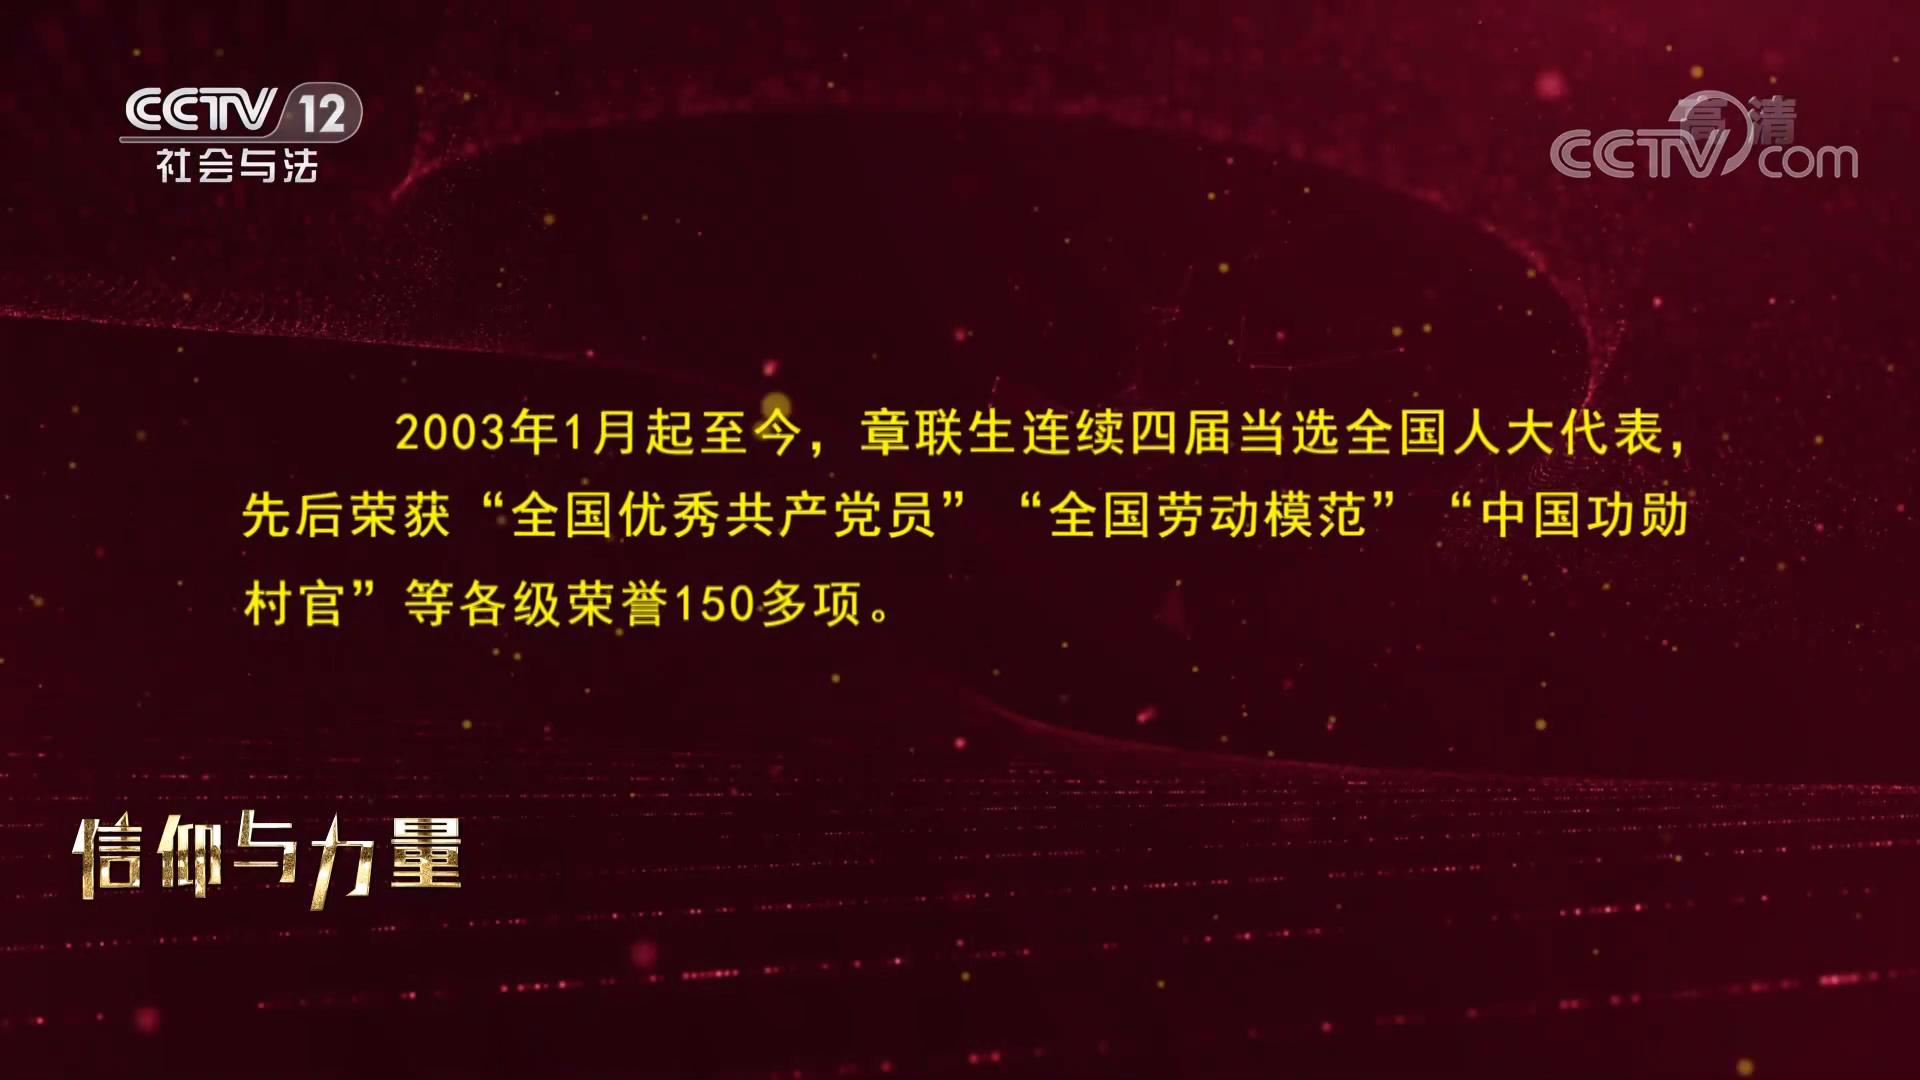 CCTV 12
社会与法
高清
CCTV.com
2003年1月起至今，章联生连续四届当选全国人大代表，
先后荣获“全国优秀共产党员”“全国劳动模范”“中国功勋
村官”等各级荣誉150多项。
信仰与力量